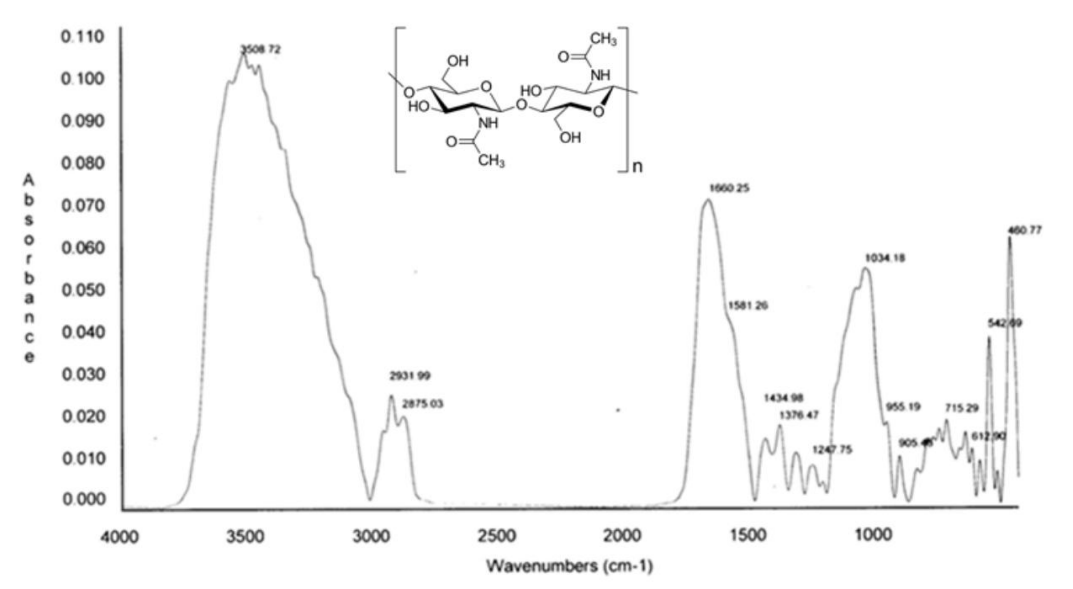 0.110
0.100
0.090
0.080
0.070
0.060
0.050
0.040
0.030
0.020
0.010
0.000
Absorbance
3508.72
2931.99
2875.03
1660.25
1581.26
1434.98
1376.47
1247.75
1034.18
955.19
905.48
715.29
612.90
542.69
460.77
OH
O
O
HO
NH
O
CH₃
O
CH₃
O
NH
HO
O
OH
n
4000 3500 3000 2500 2000 1500 1000
Wavenumbers (cm-1)